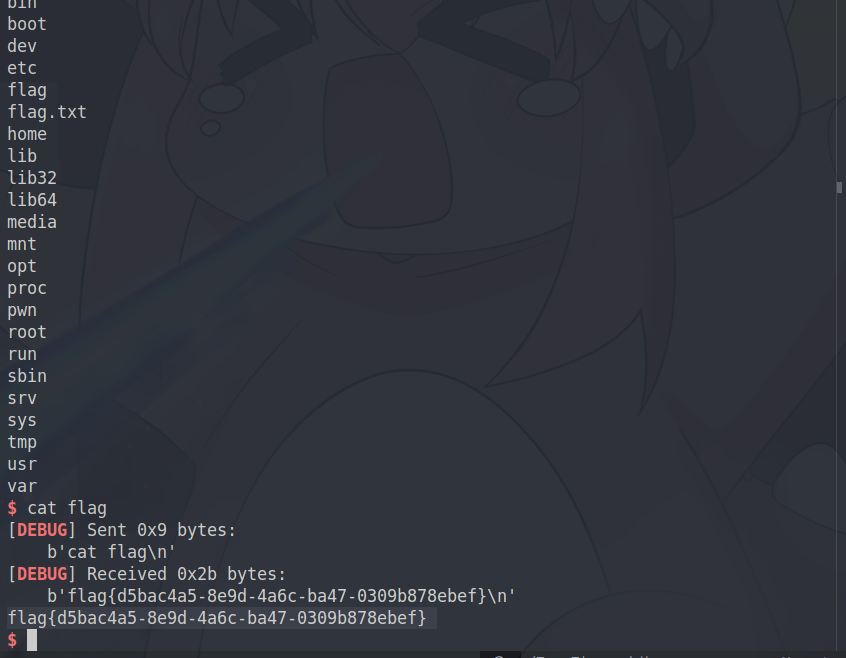 bin
boot
dev
etc
flag
flag.txt
home
lib
lib32
lib64
media
mnt
opt
proc
pwn
root
run
sbin
srv
sys
tmp
usr
var
$ cat flag
[DEBUG] Sent 0x9 bytes:
    b'cat flag\n'
[DEBUG] Received 0x2b bytes:
    b'flag{d5bac4a5-8e9d-4a6c-ba47-0309b878ebef}\n'
flag{d5bac4a5-8e9d-4a6c-ba47-0309b878ebef}
$